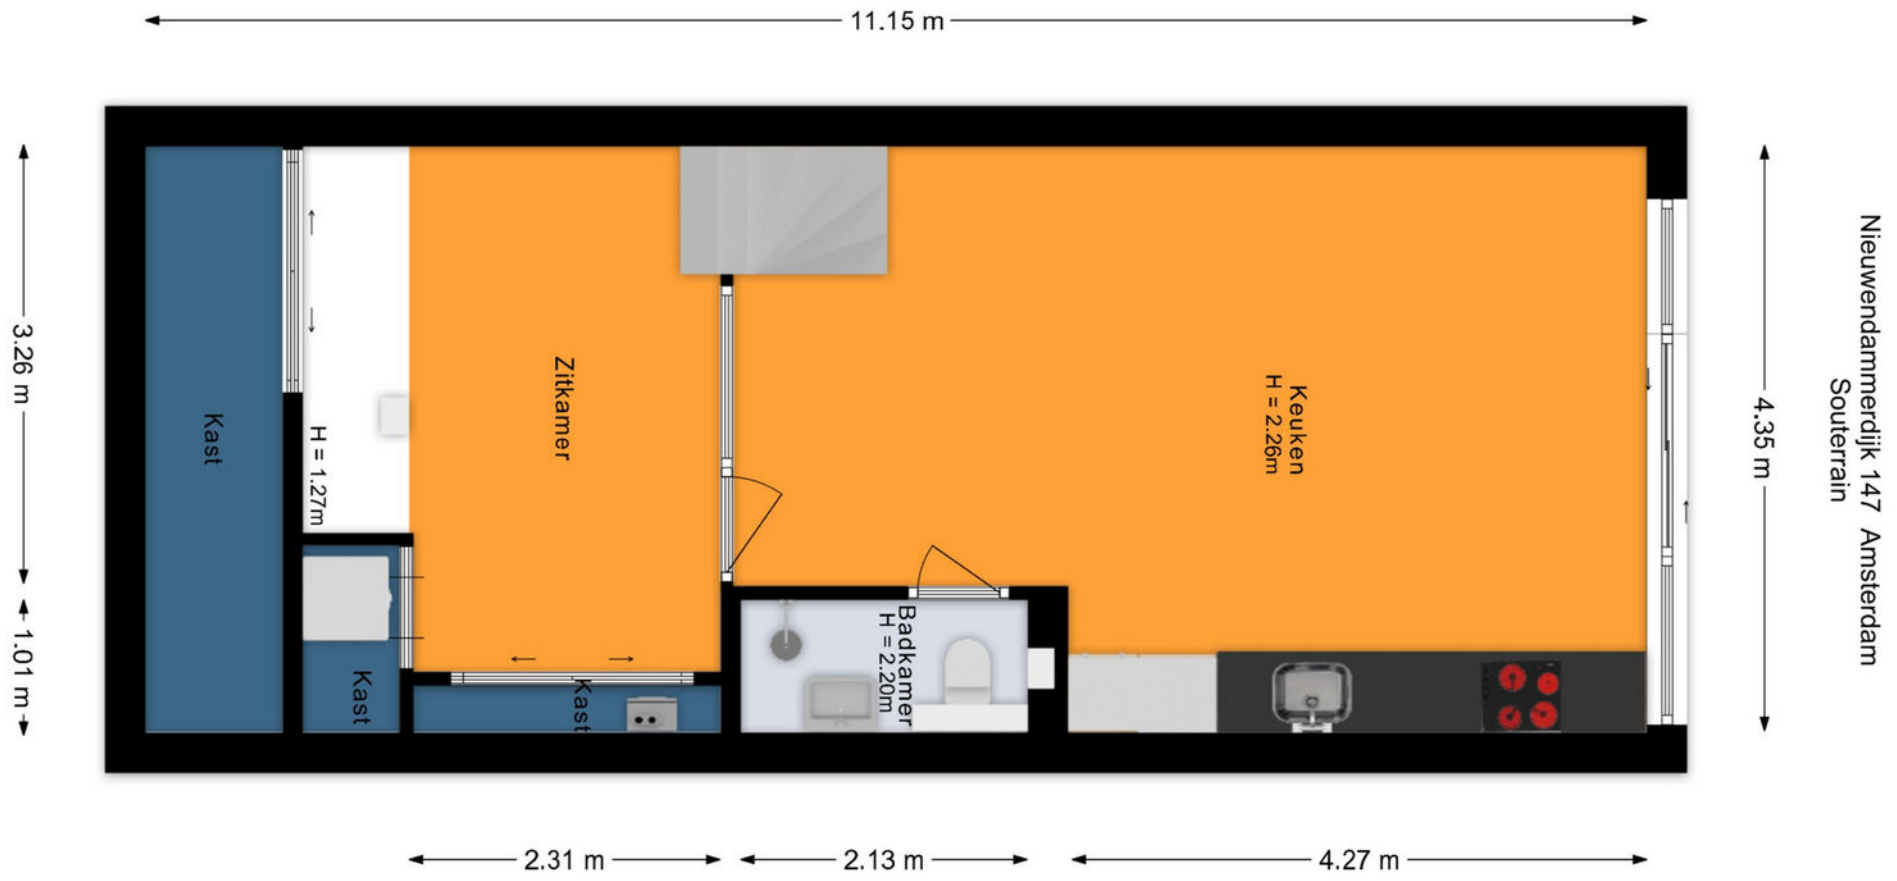 11.15 m
3.26 m
1.01 m
Kast
H = 1.27m
Zitkamer
Kast
Kast
Badkamer
H = 2.20m
Keuken
H = 2.26m
4.35 m
Nieuwendammerdijk 147 Amsterdam
Souterrain
2.31 m
2.13 m
4.27 m